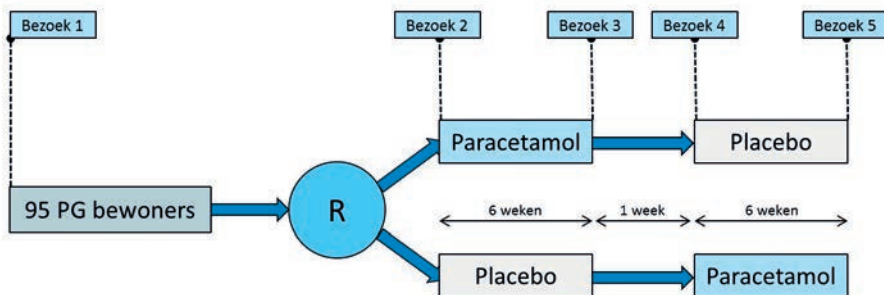 Bezoek 1
Bezoek 2
Bezoek 3
Bezoek 4
Bezoek 5
Paracetamol
Placebo
95 PG bewoners
R
6 weken
1 week
6 weken
Placebo
Paracetamol